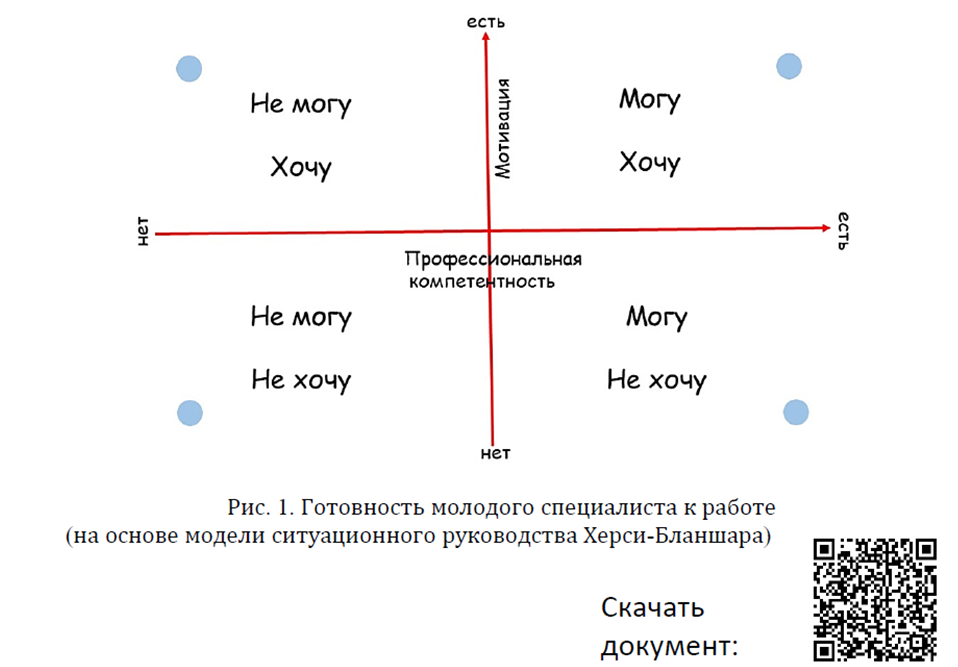 есть
Мотивация
Не могу
Хочу
Могу
Хочу
нет
есть
Профессиональная
компетентность
Не могу
Не хочу
Могу
Не хочу
нет
Рис. 1. Готовность молодого специалиста к работе
(на основе модели ситуационного руководства Херси-Бланшара)
Скачать
документ: